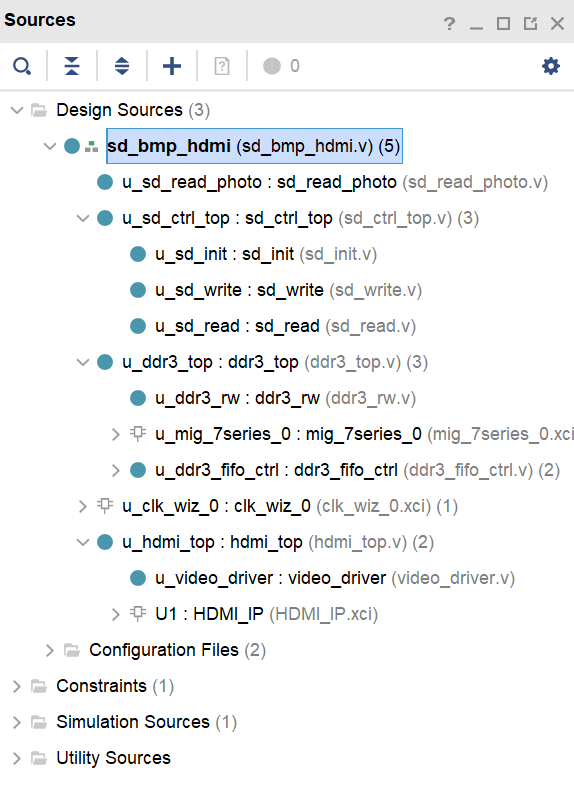 Sources
? _ 
0
Design Sources (3)
sd_bmp_hdmi (sd_bmp_hdmi.v) (5)
u_sd_read_photo : sd_read_photo (sd_read_photo.v)
u_sd_ctrl_top : sd_ctrl_top (sd_ctrl_top.v) (3)
u_sd_init : sd_init (sd_init.v)
u_sd_write : sd_write (sd_write.v)
u_sd_read : sd_read (sd_read.v)
u_ddr3_top : ddr3_top (ddr3_top.v) (3)
u_ddr3_rw : ddr3_rw (ddr3_rw.v)
u_mig_7series_0 : mig_7series_0 (mig_7series_0.xci
u_ddr3_fifo_ctrl : ddr3_fifo_ctrl (ddr3_fifo_ctrl.v) (2)
u_clk_wiz_0 : clk_wiz_0 (clk_wiz_0.xci) (1)
u_hdmi_top : hdmi_top (hdmi_top.v) (2)
u_video_driver : video_driver (video_driver.v)
U1 : HDMI_IP (HDMI_IP.xci)
Configuration Files (2)
Constraints (1)
Simulation Sources (1)
Utility Sources